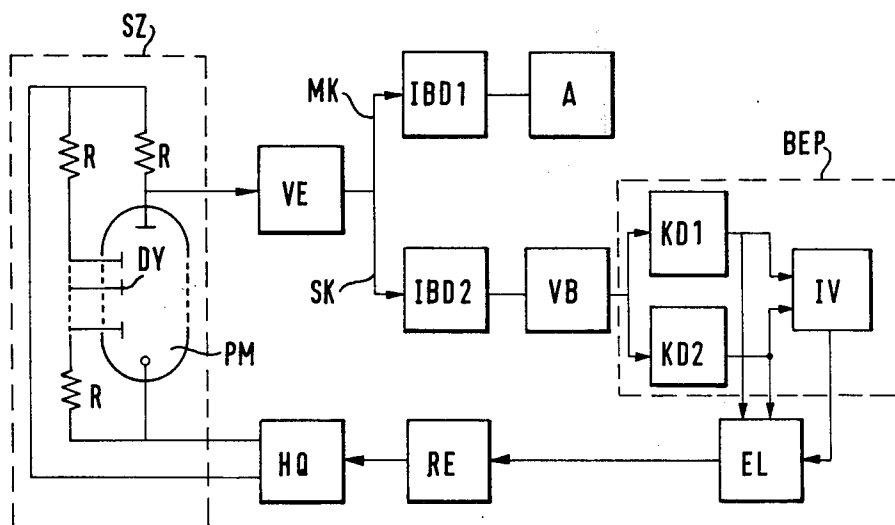 SZ
MK
IBD1
A
R
R
VE
BEP
DY
KD1
SK
IBD2
VB
IV
PM
KD2
R
HQ
RE
EL